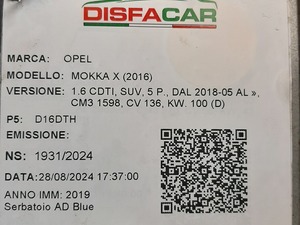 DISFACAR
MARCA: OPEL
MODELLO: MOKKA X (2016)
VERSIONE: 1.6 CDTI, SUV, 5 P., DAL 2018-05 AL »,
CM3 1598, CV 136, KW. 100 (D)
P5: D16DTH
EMISSIONE:
NS: 1931/2024
DATA:28/08/2024 17:37:00
ANNO IMM: 2019
Serbatoio AD Blue